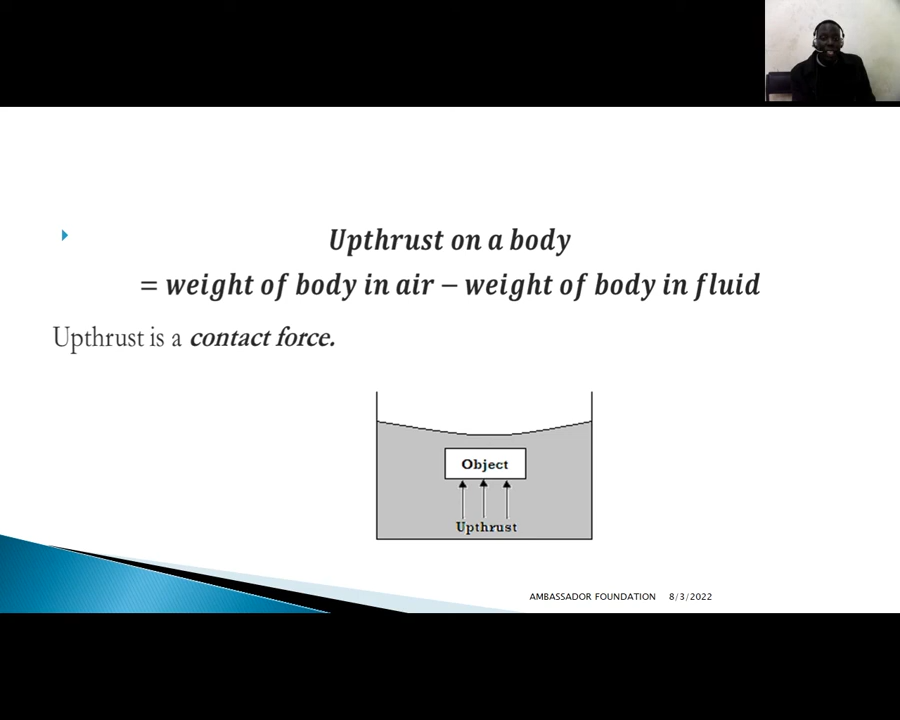 Upthrust on a body
= weight of body in air − weight of body in fluid
Upthrust is a contact force.
Object
Upthrust
AMBASSADOR FOUNDATION 8/3/2022